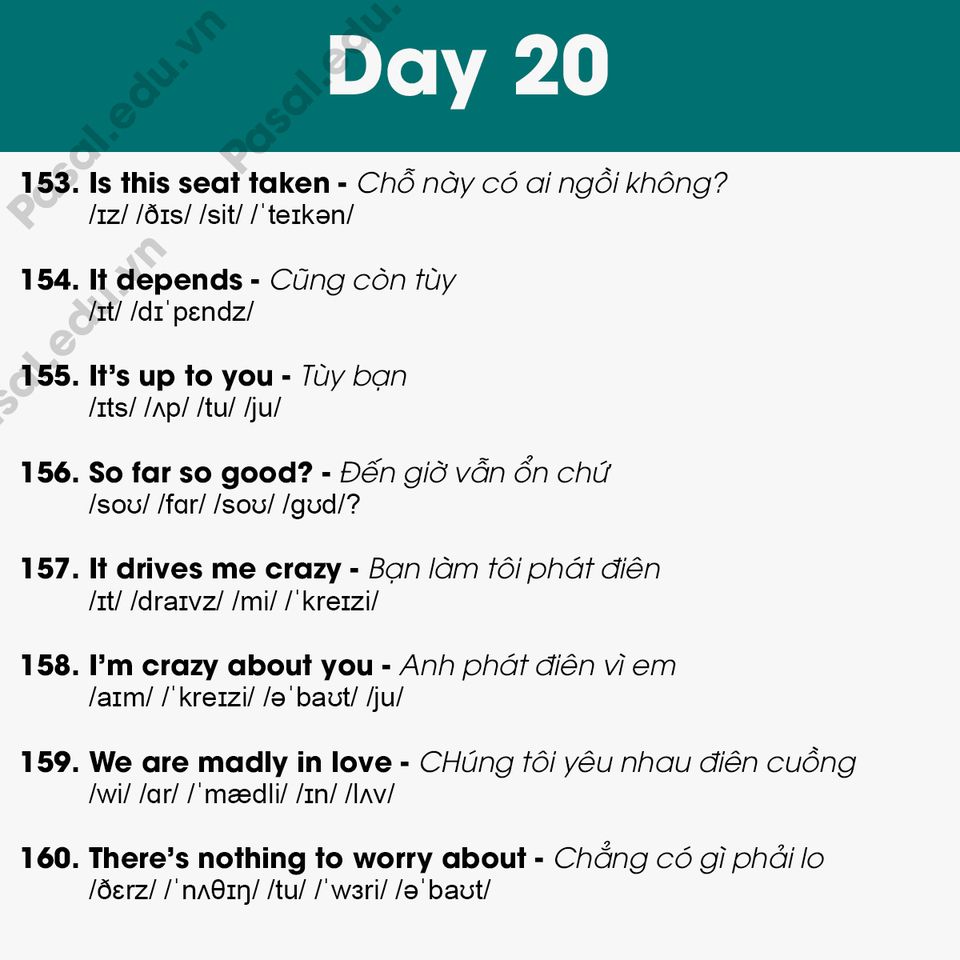 Day 20
Pasal.edu.vn
Pasal.edu.vn
153. Is this seat taken - Chỗ này có ai ngồi không?
/ɪz/ /ðɪs/ /sit/ /ˈteɪkən/
154. It depends - Cũng còn tùy
/ɪt/ /dɪˈpɛndz/
Pasal.edu.vn
155. It’s up to you - Tùy bạn
/ɪts/ /ʌp/ /tu/ /ju/
156. So far so good? - Đến giờ vẫn ổn chứ
/soʊ/ /fɑr/ /soʊ/ /gʊd/?
157. It drives me crazy - Bạn làm tôi phát điên
/ɪt/ /draɪvz/ /mi/ /ˈkreɪzi/
158. I’m crazy about you - Anh phát điên vì em
/aɪm/ /ˈkreɪzi/ /əˈbaʊt/ /ju/
159. We are madly in love - CHúng tôi yêu nhau điên cuồng
/wi/ /ɑr/ /ˈmædli/ /ɪn/ /lʌv/
160. There’s nothing to worry about - Chẳng có gì phải lo
/ðɛrz/ /ˈnʌθɪŋ/ /tu/ /ˈwɜri/ /əˈbaʊt/